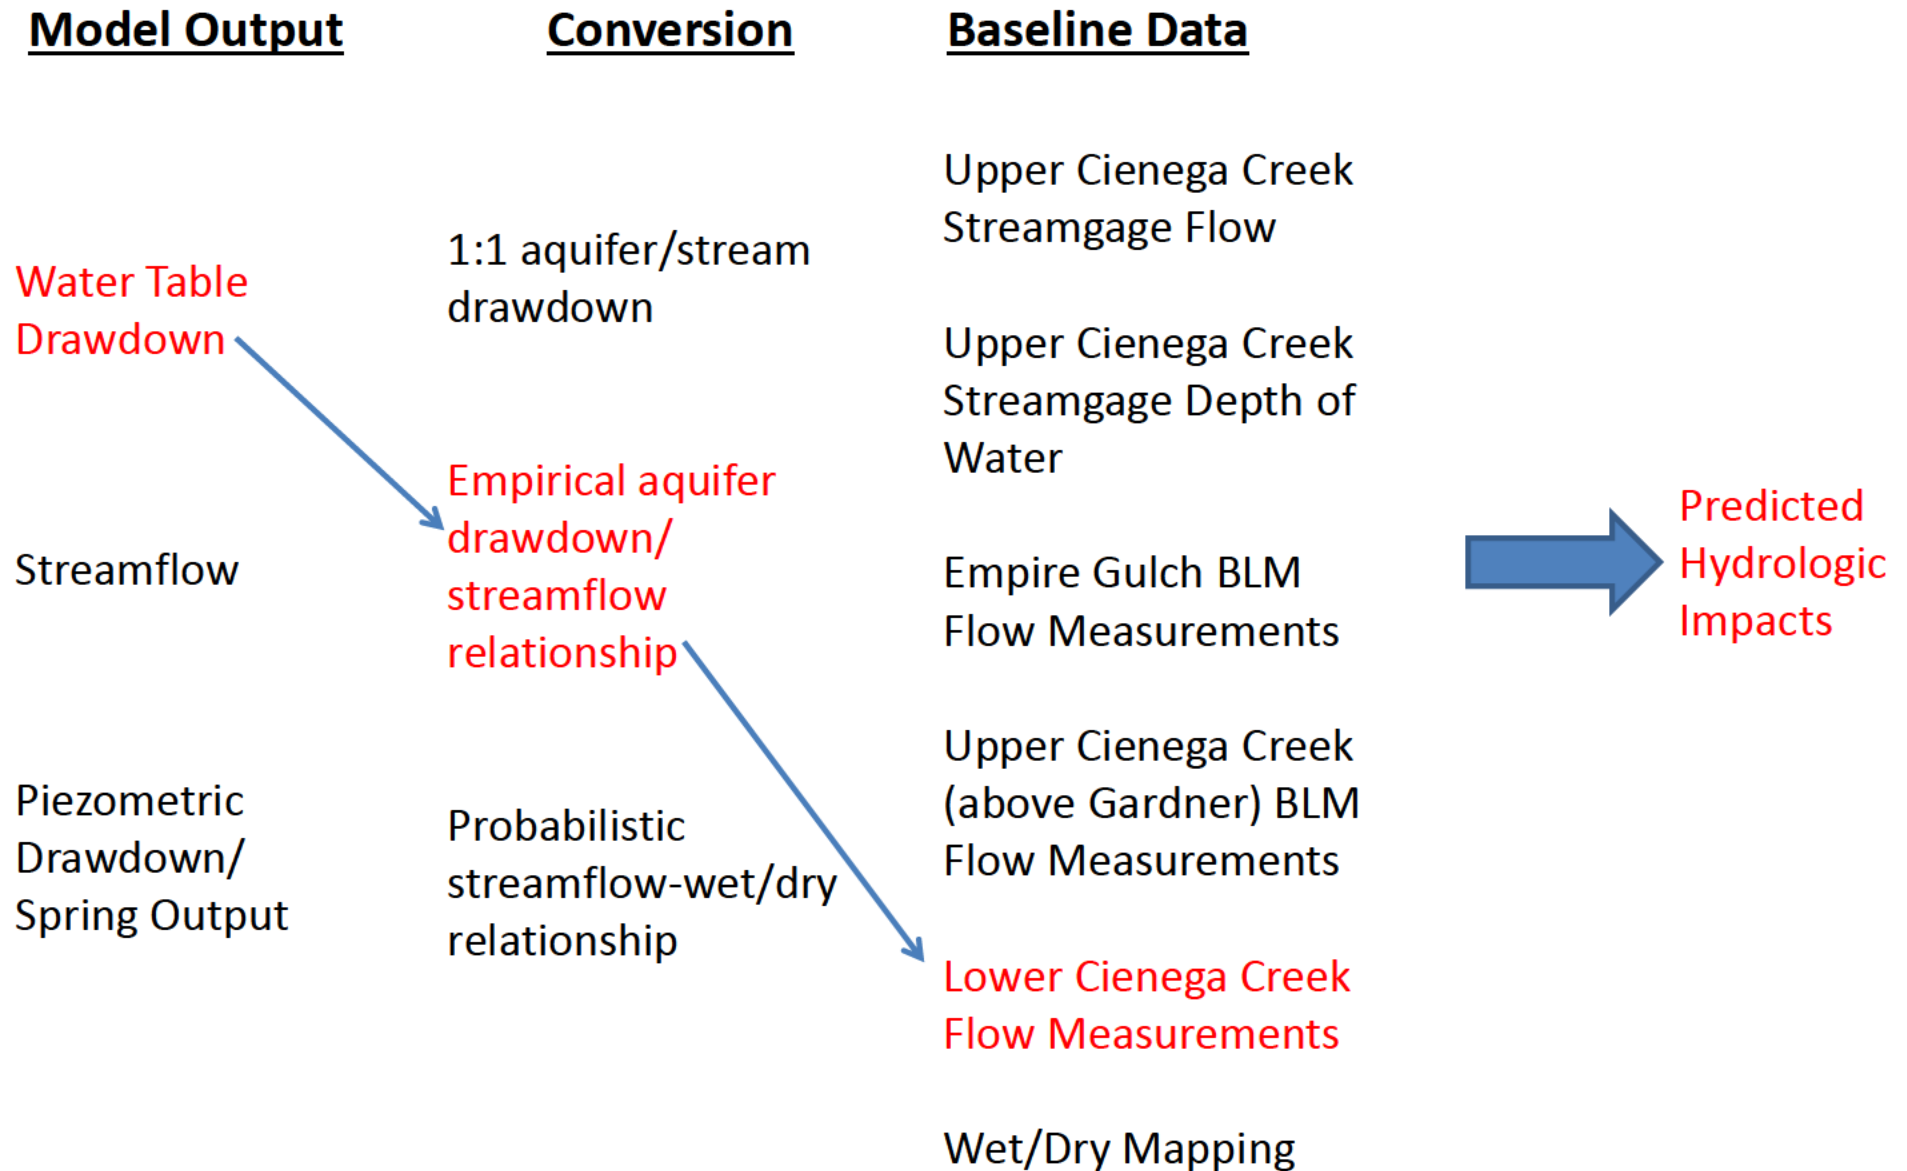 Model Output
Conversion
Baseline Data
Water Table
Drawdown
Streamflow
Piezometric
Drawdown/
Spring Output
1:1 aquifer/stream
drawdown
Empirical aquifer
drawdown/
streamflow
relationship
Probabilistic
streamflow-wet/dry
relationship
Upper Cienega Creek
Streamgage Flow
Upper Cienega Creek
Streamgage Depth of
Water
Empire Gulch BLM
Flow Measurements
Upper Cienega Creek
(above Gardner) BLM
Flow Measurements
Lower Cienega Creek
Flow Measurements
Wet/Dry Mapping
Predicted
Hydrologic
Impacts